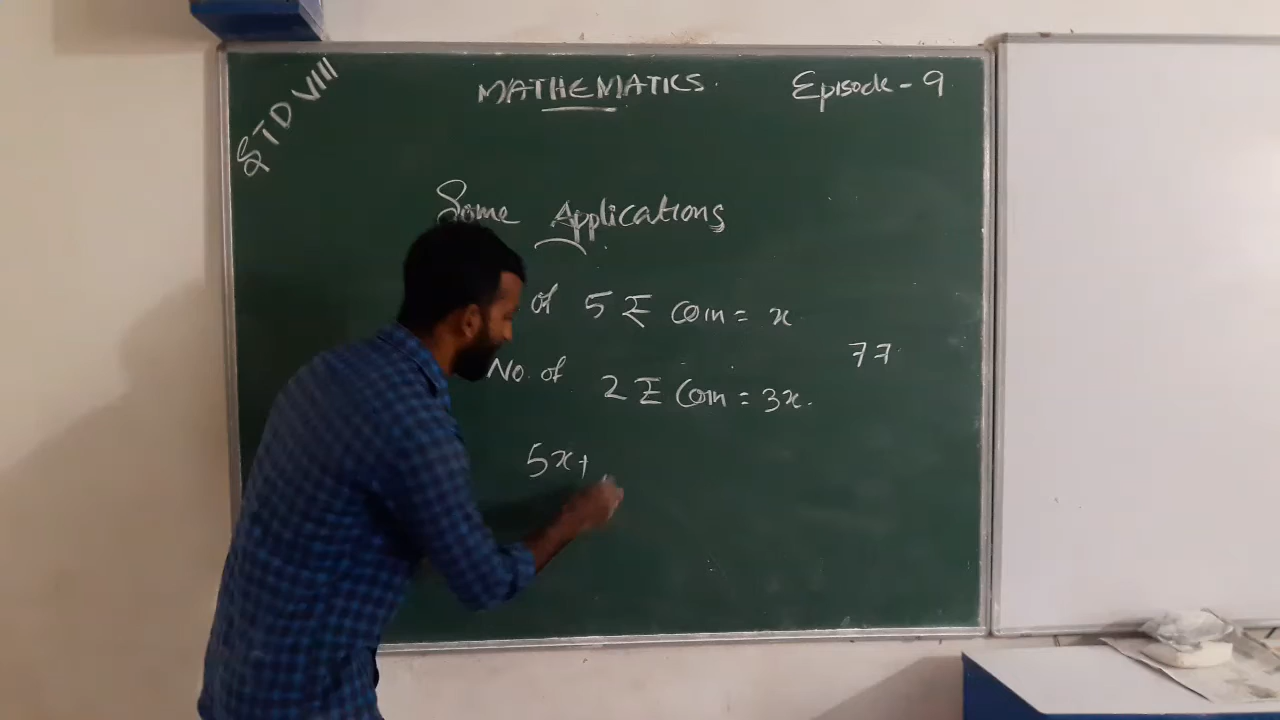 STD VIII
MATHEMATICS.
Episode - 9
Some Applications
of 5 ₹ coin = x
77
No. of 2 ₹ coin = 3x.
5x+